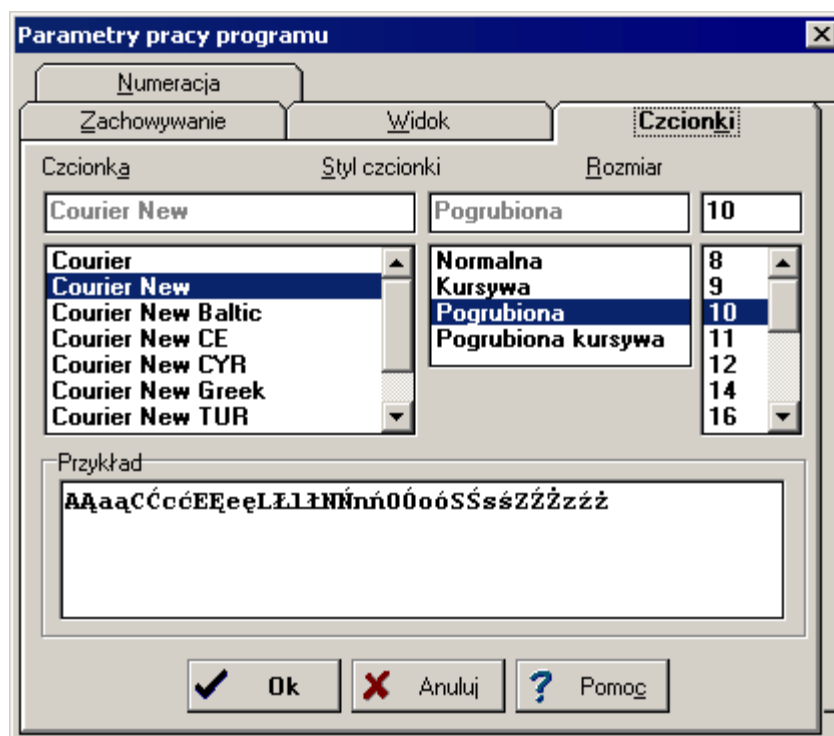 Parametry pracy programu
Numeracja
Zachowywanie Widok Czcionki
Czcionka Styl czcionki Rozmiar
Courier New Pogrubiona 10
Courier Normalna 8
Courier New Kursywa 9
Courier New Baltic Pogrubiona 10
Courier New CE Pogrubiona kursywa 11
Courier New CYR 12
Courier New Greek 14
Courier New TUR 16
Przykład
AĄaąCĆcćEĘeęLŁlłNŃnńOÓoóSŚsśZŹŻzźż
Ok Anuluj Pomoc